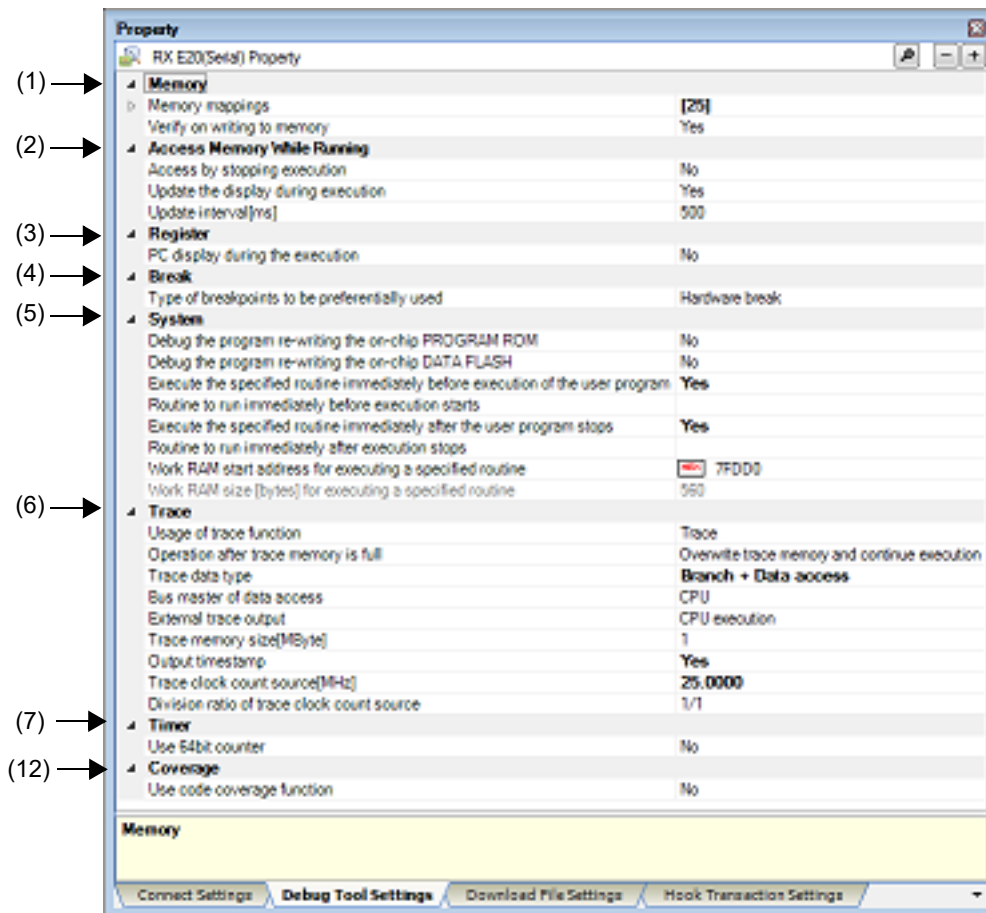 Property
RX E20(Serial) Property
(1) Memory
Memory mappings [25]
Verify on writing to memory Yes
(2) Access Memory While Running
Access by stopping execution No
Update the display during execution Yes
Update interval[ms] 500
(3) Register
PC display during the execution No
(4) Break
Type of breakpoints to be preferentially used Hardware break
(5) System
Debug the program re-writing the on-chip PROGRAM ROM No
Debug the program re-writing the on-chip DATA FLASH No
Execute the specified routine immediately before execution of the user program Yes
Routine to run immediately before execution starts
Execute the specified routine immediately after the user program stops Yes
Routine to run immediately after execution stops
Work RAM start address for executing a specified routine 7FDD0
Work RAM size [bytes] for executing a specified routine 560
(6) Trace
Usage of trace function Trace
Operation after trace memory is full Overwrite trace memory and continue execution
Trace data type Branch + Data access
Bus master of data access CPU
External trace output CPU execution
Trace memory size[MByte] 1
Output timestamp Yes
Trace clock count source[MHz] 25.0000
Division ratio of trace clock count source 1/1
(7) Timer
Use 64bit counter No
(12) Coverage
Use code coverage function No
Memory
Connect Settings Debug Tool Settings Download File Settings Hook Transaction Settings